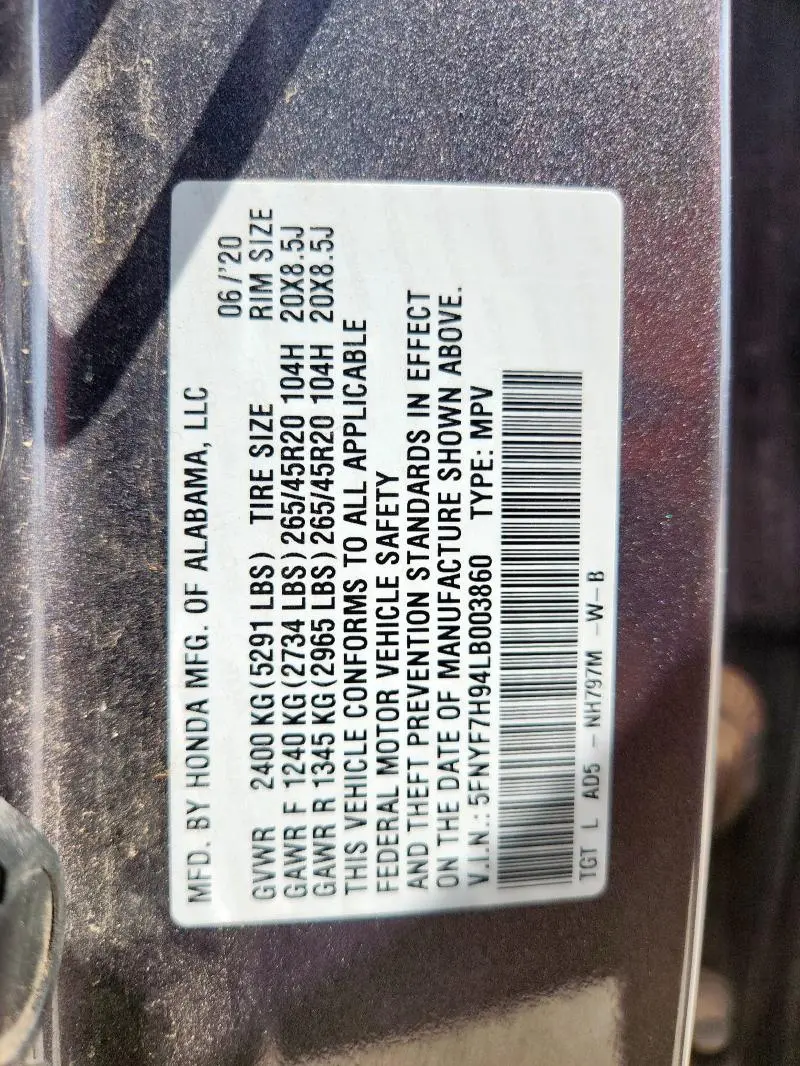 MFD. BY HONDA MFG. OF ALABAMA, LLC
06/'20
GVWR 2400 KG(5291 LBS) TIRE SIZE RIM SIZE
GAWR F 1240 KG(2734 LBS)265/45R20 104H 20X8.5J
GAWR R 1345 KG(2965 LBS)265/45R20 104H 20X8.5J
THIS VEHICLE CONFORMS TO ALL APPLICABLE
FEDERAL MOTOR VEHICLE SAFETY
AND THEFT PREVENTION STANDARDS IN EFFECT
ON THE DATE OF MANUFACTURE SHOWN ABOVE.
V.I.N.: 5FNYF7H94LB003860 TYPE: MPV
TGT L AD5 - NH797M -W-B